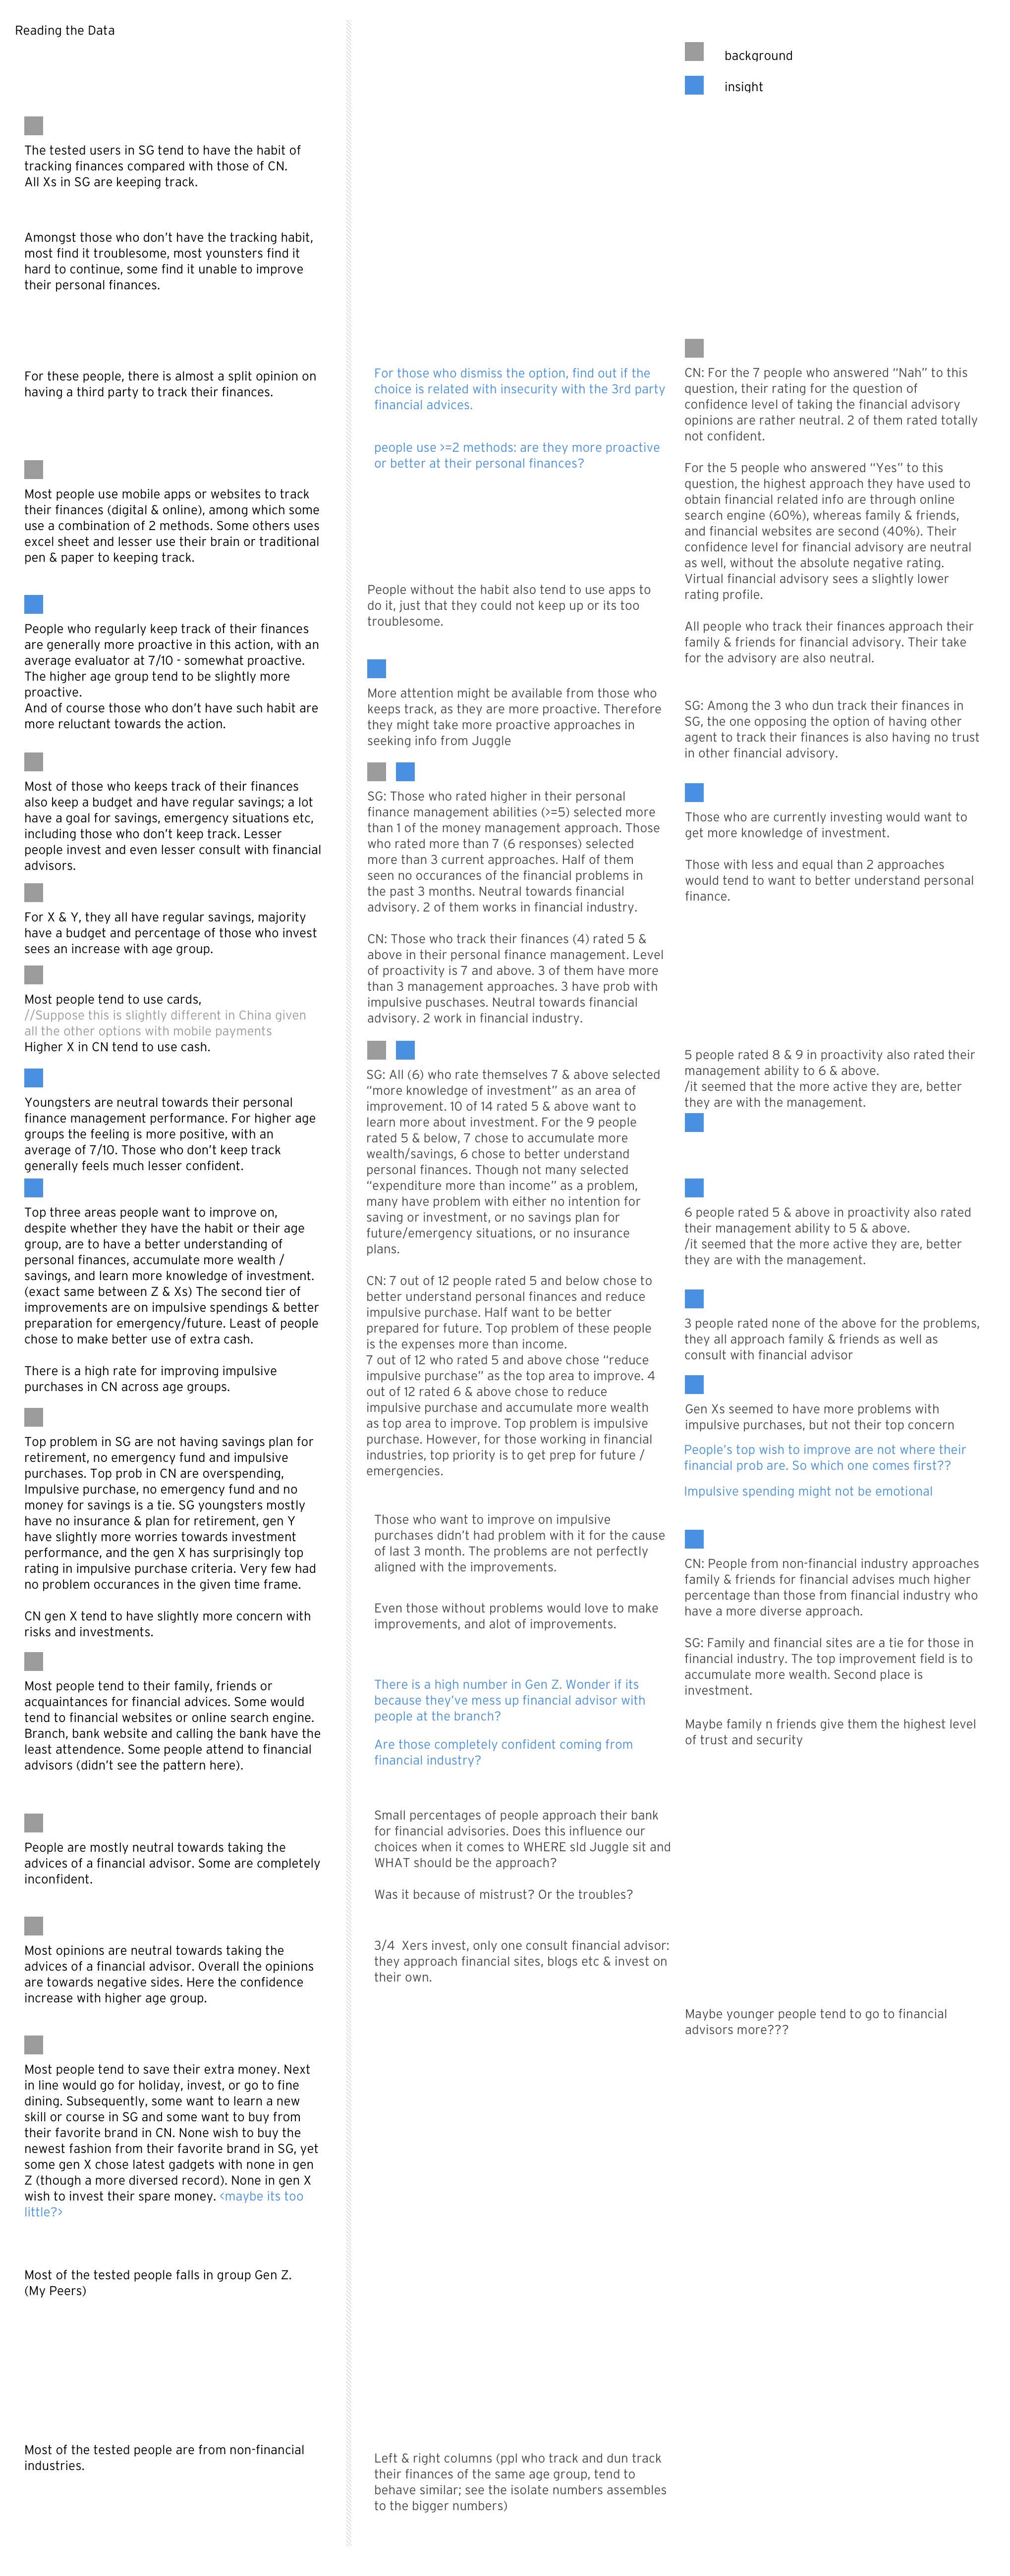 Reading the Data
The tested users in SG tend to have the habit of
tracking finances compared with those of CN.
All Xs in SG are keeping track.
Amongst those who don't have the tracking habit,
most find it troublesome, most younsters find it
hard to continue, some find it unable to improve
their personal finances.
For these people, there is almost a split opinion on
having a third party to track their finances.
Most people use mobile apps or websites to track
their finances (digital & online), among which some
use a combination of 2 methods. Some others uses
excel sheet and lesser use their brain or traditional
pen & paper to keeping track.
People who regularly keep track of their finances
are generally more proactive in this action, with an
average evaluator at 7/10 - somewhat proactive.
The higher age group tend to be slightly more
proactive.
And of course those who don't have such habit are
more reluctant towards the action.
Most of those who keeps track of their finances
also keep a budget and have regular savings; a lot
have a goal for savings, emergency situations etc,
including those who don't keep track. Lesser
people invest and even lesser consult with financial
advisors.
For X & Y, they all have regular savings, majority
have a budget and percentage of those who invest
sees an increase with age group.
Most people tend to use cards,
//Suppose this is slightly different in China given
all the other options with mobile payments
Higher X in CN tend to use cash.
Youngsters are neutral towards their personal
finance management performance. For higher age
groups the feeling is more positive, with an
average of 7/10. Those who don't keep track
generally feels much lesser confident.
Top three areas people want to improve on,
despite whether they have the habit or their age
group, are to have a better understanding of
personal finances, accumulate more wealth /
savings, and learn more knowledge of investment.
(exact same between Z & Xs) The second tier of
improvements are on impulsive spendings & better
preparation for emergency/future. Least of people
chose to make better use of extra cash.
There is a high rate for improving impulsive
purchases in CN across age groups.
Top problem in SG are not having savings plan for
retirement, no emergency fund and impulsive
purchases. Top prob in CN are overspending,
Impulsive purchase, no emergency fund and no
money for savings is a tie. SG youngsters mostly
have no insurance & plan for retirement, gen Y
have slightly more worries towards investment
performance, and the gen X has surprisingly top
rating in impulsive purchase criteria. Very few had
no problem occurances in the given time frame.
CN gen X tend to have slightly more concern with
risks and investments.
Most people tend to their family, friends or
acquaintances for financial advices. Some would
tend to financial websites or online search engine.
Branch, bank website and calling the bank have the
least attendence. Some people attend to financial
advisors (didn't see the pattern here).
People are mostly neutral towards taking the
advices of a financial advisor. Some are completely
inconfident.
Most opinions are neutral towards taking the
advices of a financial advisor. Overall the opinions
are towards negative sides. Here the confidence
increase with higher age group.
Most people tend to save their extra money. Next
in line would go for holiday, invest, or go to fine
dining. Subsequently, some want to learn a new
skill or course in SG and some want to buy from
their favorite brand in CN. None wish to buy the
newest fashion from their favorite brand in SG, yet
some gen X chose latest gadgets with none in gen
Z (though a more diversed record). None in gen X
wish to invest their spare money. <maybe its too
little?>
Most of the tested people falls in group Gen Z.
(My Peers)
Most of the tested people are from non-financial
industries.
For those who dismiss the option, find out if the
choice is related with insecurity with the 3rd party
financial advices.
people use >=2 methods: are they more proactive
or better at their personal finances?
People without the habit also tend to use apps to
do it, just that they could not keep up or its too
troublesome.
More attention might be available from those who
keeps track, as they are more proactive. Therefore
they might take more proactive approaches in
seeking info from Juggle
SG: Those who rated higher in their personal
finance management abilities (>=5) selected more
than 1 of the money management approach. Those
who rated more than 7 (6 responses) selected
more than 3 current approaches. Half of them
seen no occurances of the financial problems in
the past 3 months. Neutral towards financial
advisory. 2 of them works in financial industry.
CN: Those who track their finances (4) rated 5 &
above in their personal finance management. Level
of proactivity is 7 and above. 3 of them have more
than 3 management approaches. 3 have prob with
impulsive puschases. Neutral towards financial
advisory. 2 work in financial industry.
SG: All (6) who rate themselves 7 & above selected
"more knowledge of investment" as an area of
improvement. 10 of 14 rated 5 & above want to
learn more about investment. For the 9 people
rated 5 & below, 7 chose to accumulate more
wealth/savings, 6 chose to better understand
personal finances. Though not many selected
"expenditure more than income" as a problem,
many have problem with either no intention for
saving or investment, or no savings plan for
future/emergency situations, or no insurance
plans.
CN: 7 out of 12 people rated 5 and below chose to
better understand personal finances and reduce
impulsive purchase. Half want to be better
prepared for future. Top problem of these people
is the expenses more than income.
7 out of 12 who rated 5 and above chose "reduce
impulsive purchase" as the top area to improve. 4
out of 12 rated 6 & above chose to reduce
impulsive purchase and accumulate more wealth
as top area to improve. Top problem is impulsive
purchase. However, for those working in financial
industries, top priority is to get prep for future /
emergencies.
Those who want to improve on impulsive
purchases didn't had problem with it for the cause
of last 3 month. The problems are not perfectly
aligned with the improvements.
Even those without problems would love to make
improvements, and alot of improvements.
There is a high number in Gen Z. Wonder if its
because they've mess up financial advisor with
people at the branch?
Are those completely confident coming from
financial industry?
Small percentages of people approach their bank
for financial advisories. Does this influence our
choices when it comes to WHERE sld Juggle sit and
WHAT should be the approach?
Was it because of mistrust? Or the troubles?
3/4 Xers invest, only one consult financial advisor:
they approach financial sites, blogs etc & invest on
their own.
Left & right columns (ppl who track and dun track
their finances of the same age group, tend to
behave similar; see the isolate numbers assembles
to the bigger numbers)
background
insight
CN: For the 7 people who answered "Nah" to this
question, their rating for the question of
confidence level of taking the financial advisory
opinions are rather neutral. 2 of them rated totally
not confident.
For the 5 people who answered "Yes" to this
question, the highest approach they have used to
obtain financial related info are through online
search engine (60%), whereas family & friends,
and financial websites are second (40%). Their
confidence level for financial advisory are neutral
as well, without the absolute negative rating.
Virtual financial advisory sees a slightly lower
rating profile.
All people who track their finances approach their
family & friends for financial advisory. Their take
for the advisory are also neutral.
SG: Among the 3 who dun track their finances in
SG, the one opposing the option of having other
agent to track their finances is also having no trust
in other financial advisory.
Those who are currently investing would want to
get more knowledge of investment.
Those with less and equal than 2 approaches
would tend to want to better understand personal
finance.
5 people rated 8 & 9 in proactivity also rated their
management ability to 6 & above.
/it seemed that the more active they are, better
they are with the management.
6 people rated 5 & above in proactivity also rated
their management ability to 5 & above.
/it seemed that the more active they are, better
they are with the management.
3 people rated none of the above for the problems,
they all approach family & friends as well as
consult with financial advisor
Gen Xs seemed to have more problems with
impulsive purchases, but not their top concern
People's top wish to improve are not where their
financial prob are. So which one comes first??
Impulsive spending might not be emotional
CN: People from non-financial industry approaches
family & friends for financial advises much higher
percentage than those from financial industry who
have a more diverse approach.
SG: Family and financial sites are a tie for those in
financial industry. The top improvement field is to
accumulate more wealth. Second place is
investment.
Maybe family n friends give them the highest level
of trust and security
Maybe younger people tend to go to financial
advisors more???